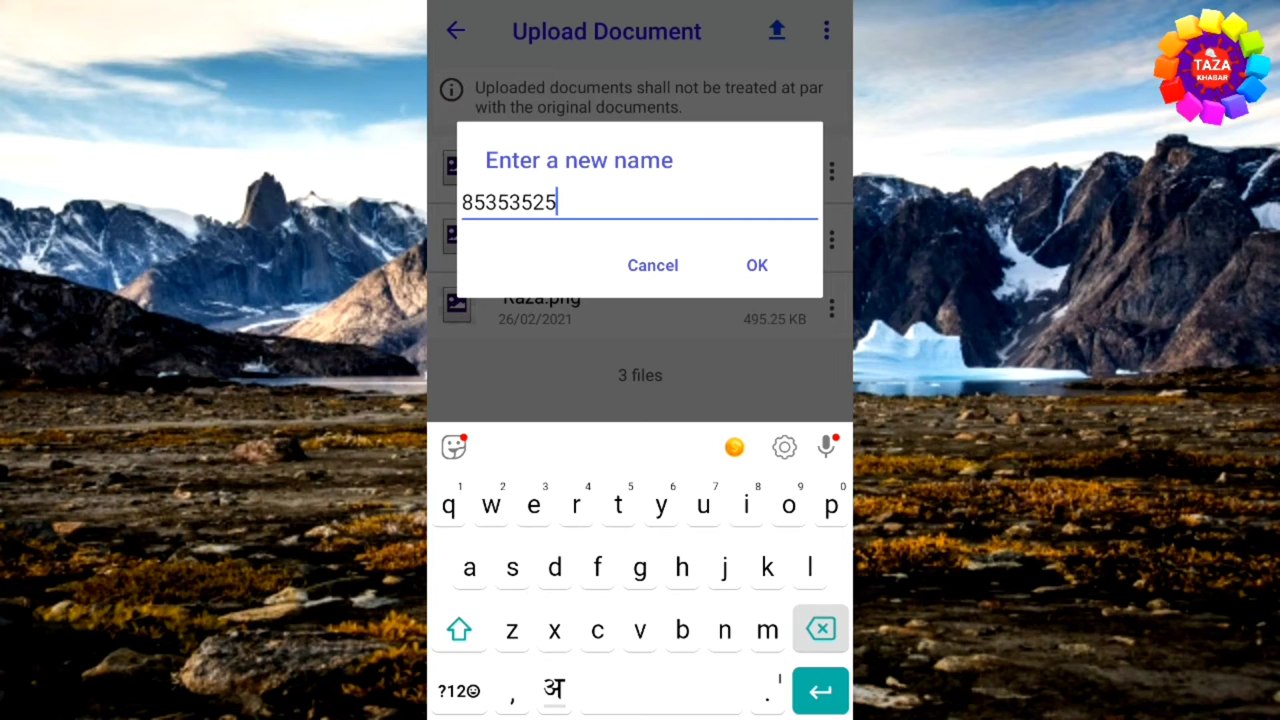 Upload Document
TAZA
KHABAR
Uploaded documents shall not be treated at par
with the original documents.
Enter a new name
85353525
Cancel OK
Raza.png
26/02/2021 495.25 KB
3 files
1 2 3 4 5 6 7 8 9 0
q w e r t y u i o p
a s d f g h j k l
z x c v b n m
?12 , अ .